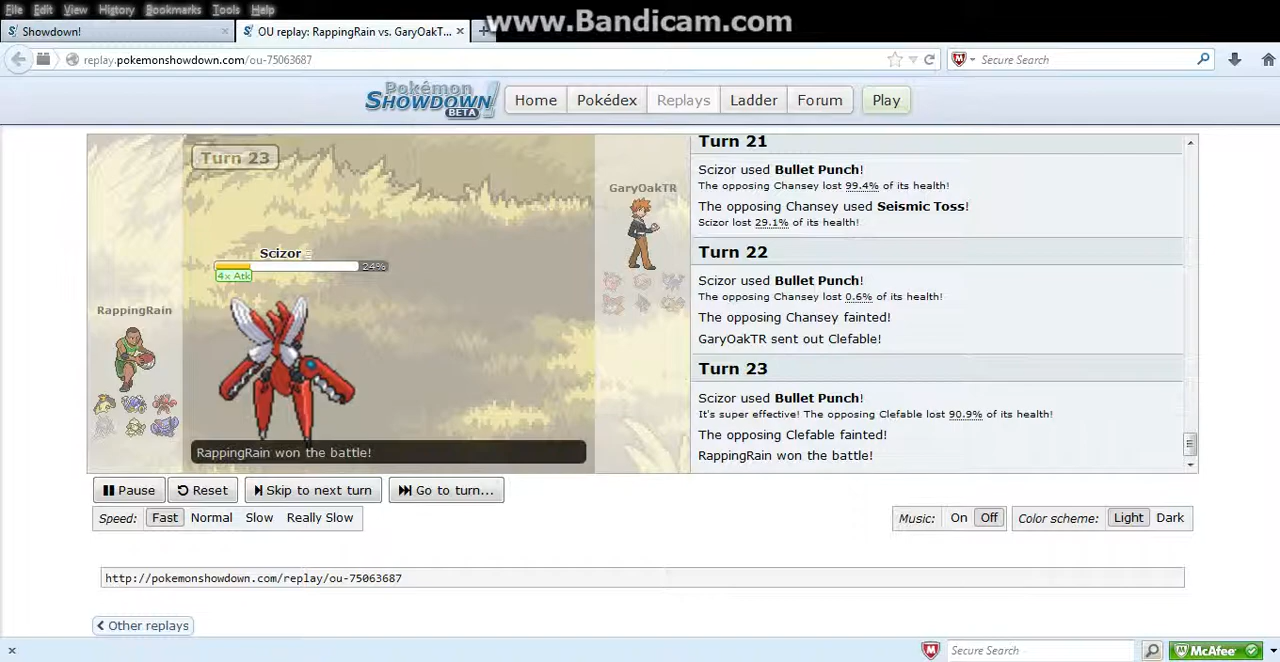 File Edit View History Bookmarks Tools Help
www.Bandicam.com
Showdown! ×
OU replay: RappingRain vs. GaryOakT... × +
replay.pokemonshowdown.com/ou-75063687
Secure Search
Pokémon
Showdown!
BETA
Home Pokédex Replays Ladder Forum Play
Turn 23
Scizor
24%
4x Atk
RappingRain
GaryOakTR
RappingRain won the battle!
Turn 21
Scizor used Bullet Punch!
The opposing Chansey lost 99.4% of its health!
The opposing Chansey used Seismic Toss!
Scizor lost 29.1% of its health!
Turn 22
Scizor used Bullet Punch!
The opposing Chansey lost 0.6% of its health!
The opposing Chansey fainted!
GaryOakTR sent out Clefable!
Turn 23
Scizor used Bullet Punch!
It's super effective! The opposing Clefable lost 90.9% of its health!
The opposing Clefable fainted!
RappingRain won the battle!
Pause Reset Skip to next turn Go to turn...
Speed: Fast Normal Slow Really Slow
Music: On Off Color scheme: Light Dark
http://pokemonshowdown.com/replay/ou-75063687
Other replays
× Secure Search McAfee